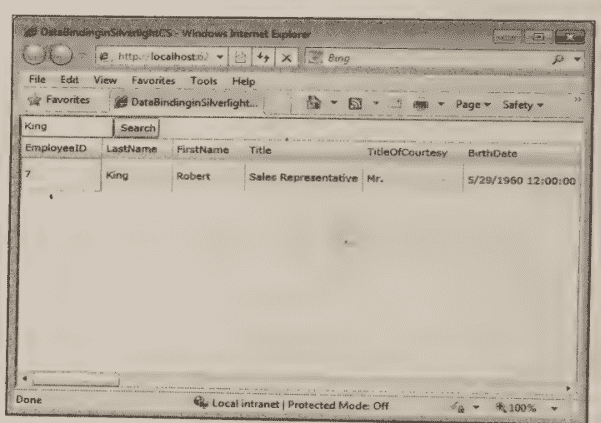 DataBindinginSilverlightCS - Windows Internet Explorer
http://localhost:6 Bing
File Edit View Favorites Tools Help
Favorites DataBindinginSilverlight... Page Safety »
King Search
EmployeeID LastName FirstName Title TitleOfCourtesy BirthDate
7 King Robert Sales Representative Mr. 5/29/1960 12:00:00
Done Local intranet | Protected Mode: Off 100%